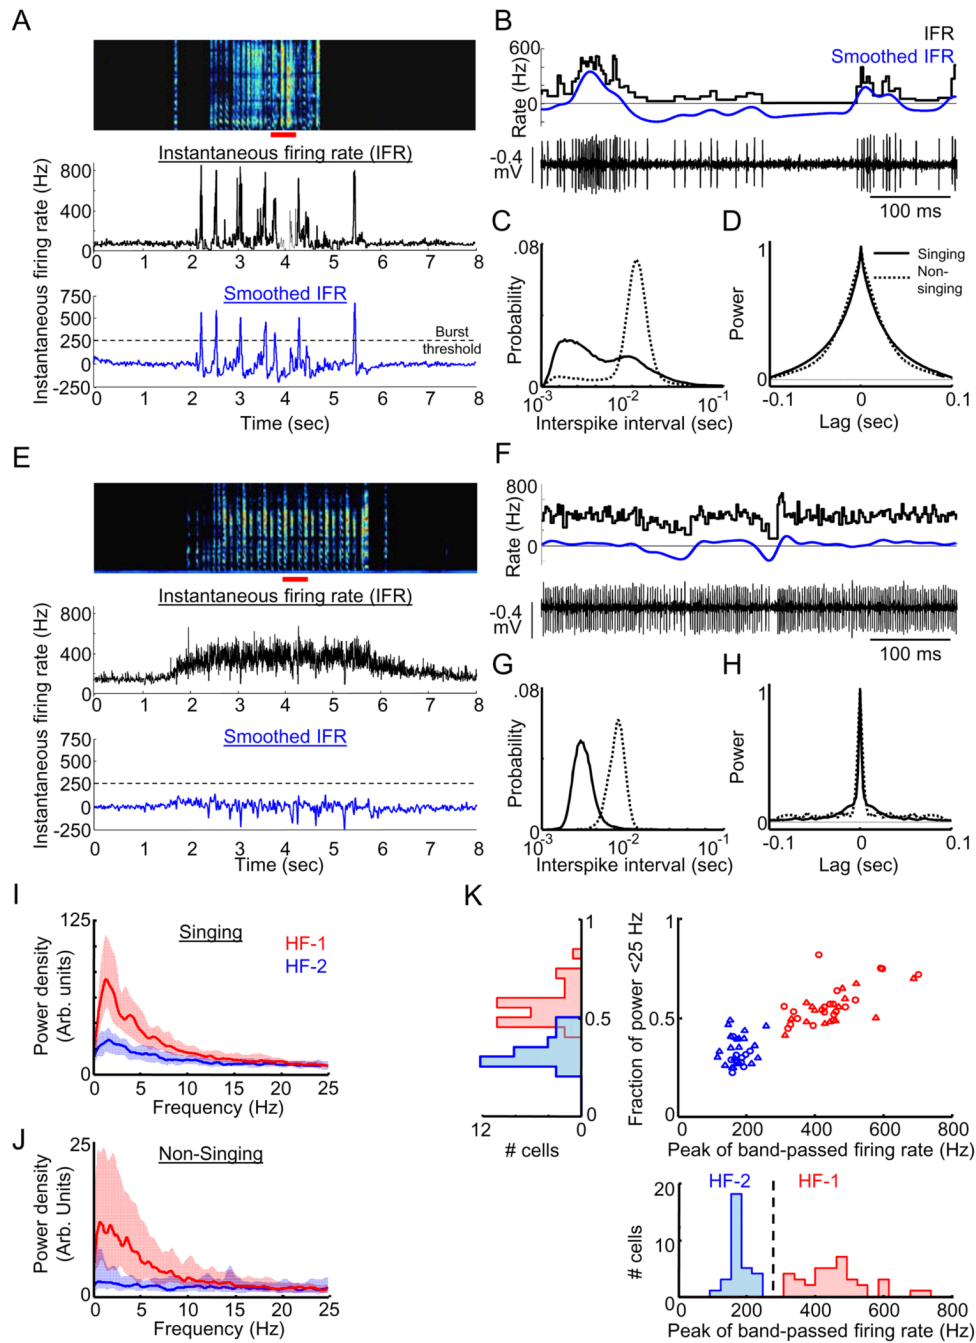 A
Instantaneous firing rate (IFR)
Instantaneous firing rate (Hz)
800
400
0
0 1 2 3 4 5 6 7 8
Smoothed IFR
750
500
250
0
-250
Burst
threshold
0 1 2 3 4 5 6 7 8
Time (sec)
B
IFR
Smoothed IFR
Rate (Hz)
600
0
-0.4
mV
100 ms
C
.08
Probability
0
10-3 10-2 10-1
Interspike interval (sec)
D
1
Power
0
Singing
Non-
singing
-0.1 0 0.1
Lag (sec)
E
Instantaneous firing rate (IFR)
Instantaneous firing rate (Hz)
800
400
0
0 1 2 3 4 5 6 7 8
Smoothed IFR
750
500
250
0
-250
0 1 2 3 4 5 6 7 8
Time (sec)
F
Rate (Hz)
800
0
-0.4
mV
100 ms
G
.08
Probability
0
10-3 10-2 10-1
Interspike interval (sec)
H
1
Power
0
-0.1 0 0.1
Lag (sec)
I
Singing
HF-1
HF-2
Power density
(Arb. units)
125
0
0 5 10 15 20 25
Frequency (Hz)
J
Non-Singing
Power density
(Arb. Units)
25
0
0 5 10 15 20 25
Frequency (Hz)
K
1
0.5
0
12 0
# cells
Fraction of power <25 Hz
1
0.5
0
0 200 400 600 800
Peak of band-passed firing rate (Hz)
HF-2 HF-1
# cells
20
10
0
0 200 400 600 800
Peak of band-passed firing rate (Hz)